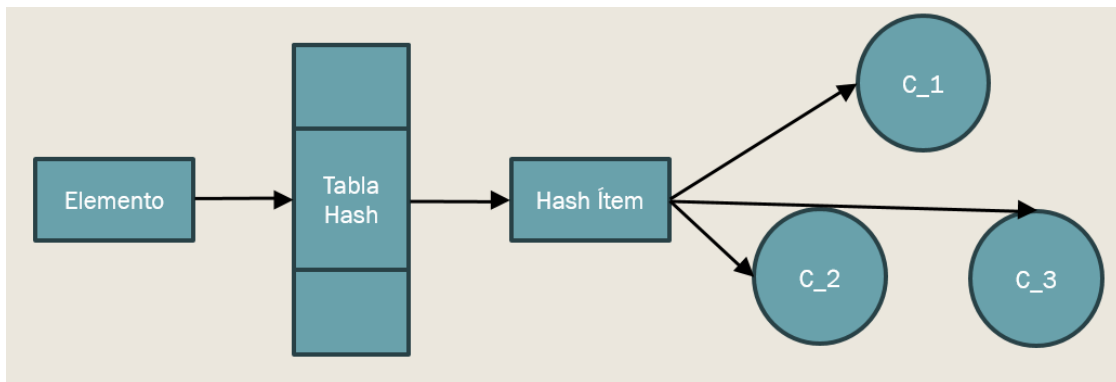 Elemento
Tabla
Hash
Hash Ítem
C_1
C_2
C_3